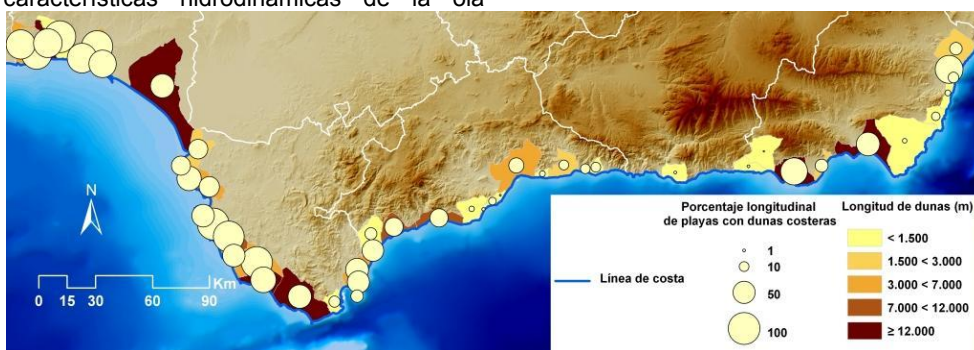 características hidrodinámicas de la ola
N
Km
0 15 30 60 90
Línea de costa
Porcentaje longitudinal
de playas con dunas costeras
1
10
50
100
Longitud de dunas (m)
< 1.500
1.500 < 3.000
3.000 < 7.000
7.000 < 12.000
≥ 12.000